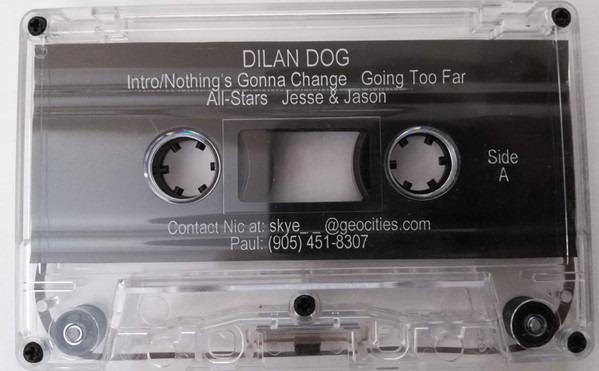 DILAN DOG
Intro/Nothing's Gonna Change Going Too Far
All-Stars Jesse & Jason
Side
A
Contact Nic at: skye_ _ @geocities.com
Paul: (905) 451-8307